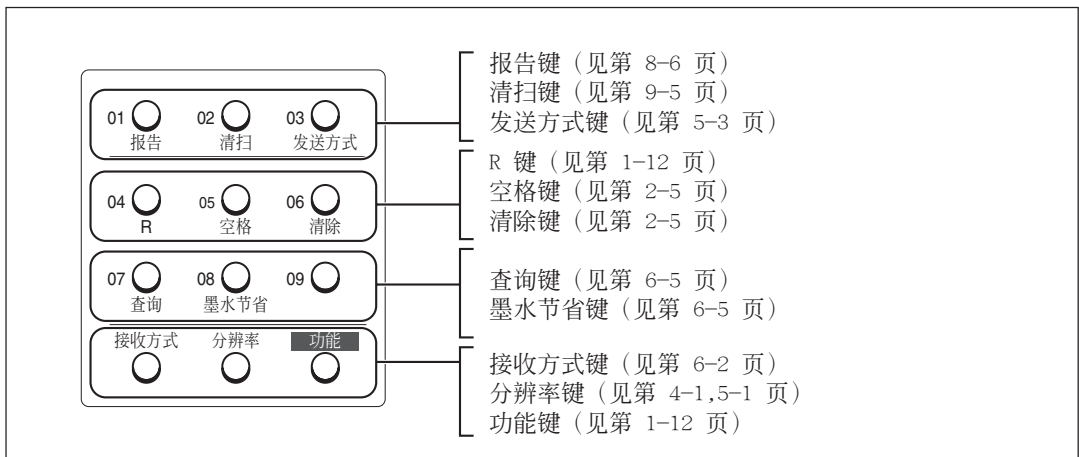 01 02 03
报告 清扫 发送方式
04 05 06
R 空格 清除
07 08 09
查询 墨水节省
接收方式 分辨率 功能
报告键（见第 8-6 页）
清扫键（见第 9-5 页）
发送方式键（见第 5-3 页）
R 键（见第 1-12 页）
空格键（见第 2-5 页）
清除键（见第 2-5 页）
查询键（见第 6-5 页）
墨水节省键（见第 6-5 页）
接收方式键（见第 6-2 页）
分辨率键（见第 4-1,5-1 页）
功能键（见第 1-12 页）